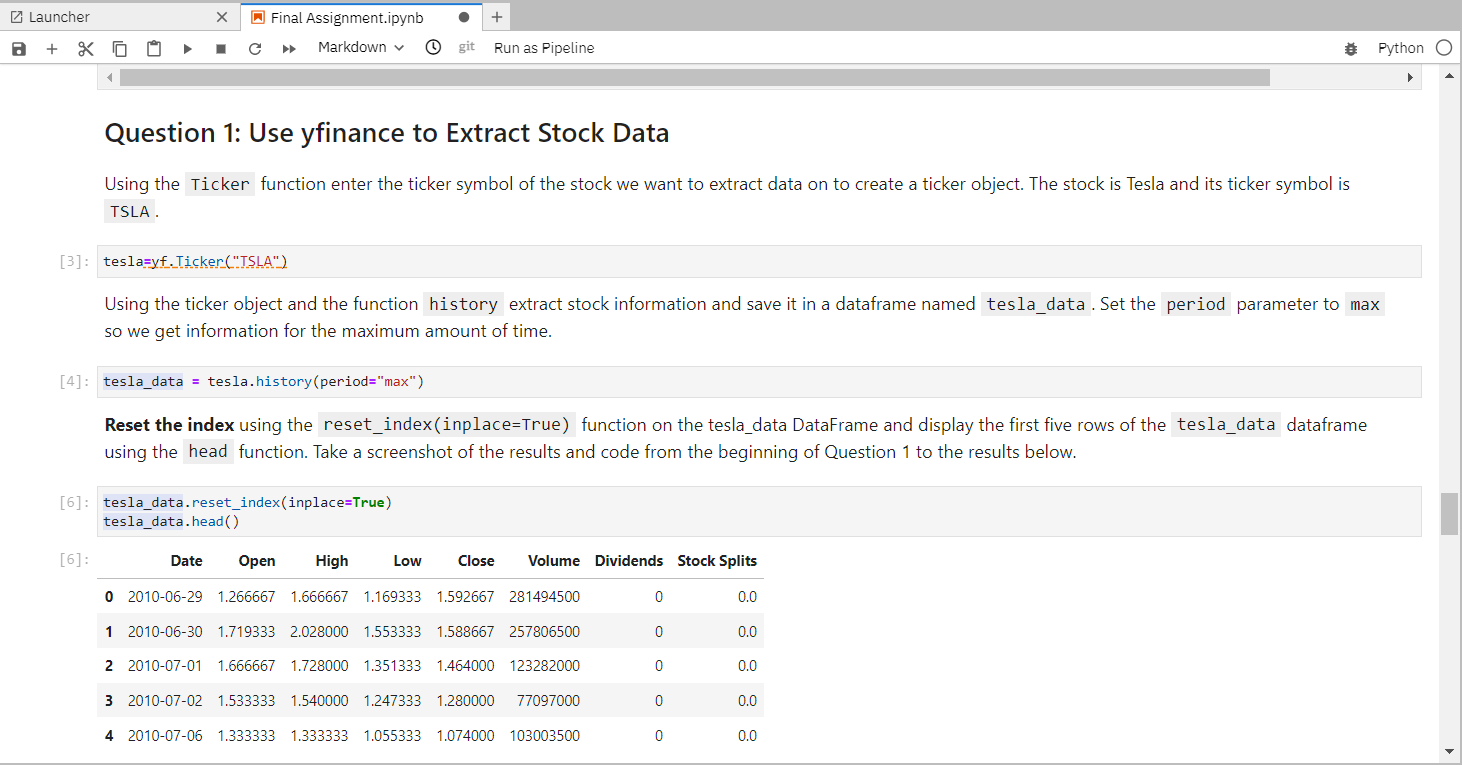 Launcher
Final Assignment.ipynb
Markdown git Run as Pipeline Python
Question 1: Use yfinance to Extract Stock Data
Using the Ticker function enter the ticker symbol of the stock we want to extract data on to create a ticker object. The stock is Tesla and its ticker symbol is
TSLA .
[3]: tesla=yf.Ticker("TSLA")
Using the ticker object and the function history extract stock information and save it in a dataframe named tesla_data . Set the period parameter to max
so we get information for the maximum amount of time.
[4]: tesla_data = tesla.history(period="max")
Reset the index using the reset_index(inplace=True) function on the tesla_data DataFrame and display the first five rows of the tesla_data dataframe
using the head function. Take a screenshot of the results and code from the beginning of Question 1 to the results below.
[6]: tesla_data.reset_index(inplace=True)
tesla_data.head()
[6]: Date Open High Low Close Volume Dividends Stock Splits
0 2010-06-29 1.266667 1.666667 1.169333 1.592667 281494500 0 0.0
1 2010-06-30 1.719333 2.028000 1.553333 1.588667 257806500 0 0.0
2 2010-07-01 1.666667 1.728000 1.351333 1.464000 123282000 0 0.0
3 2010-07-02 1.533333 1.540000 1.247333 1.280000 77097000 0 0.0
4 2010-07-06 1.333333 1.333333 1.055333 1.074000 103003500 0 0.0